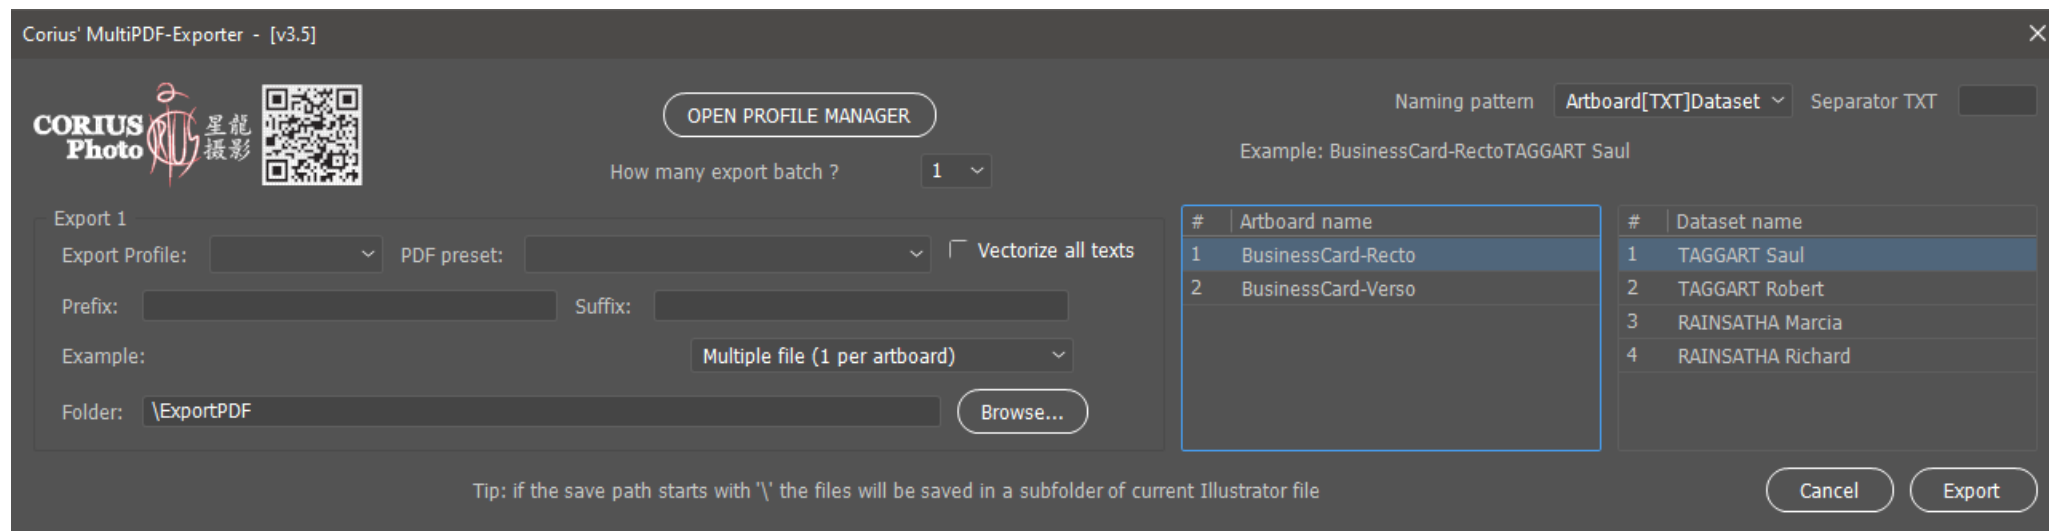 Corius' MultiPDF-Exporter - [v3.5]
CORIUS
Photo
星龍
摄影
OPEN PROFILE MANAGER
How many export batch ? 1
Naming pattern Artboard[TXT]Dataset Separator TXT
Example: BusinessCard-RectoTAGGART Saul
Export 1
Export Profile: PDF preset: Vectorize all texts
Prefix: Suffix:
Example: Multiple file (1 per artboard)
Folder: \ExportPDF Browse...
# Artboard name
1 BusinessCard-Recto
2 BusinessCard-Verso
# Dataset name
1 TAGGART Saul
2 TAGGART Robert
3 RAINSATHA Marcia
4 RAINSATHA Richard
Tip: if the save path starts with '\' the files will be saved in a subfolder of current Illustrator file
Cancel Export